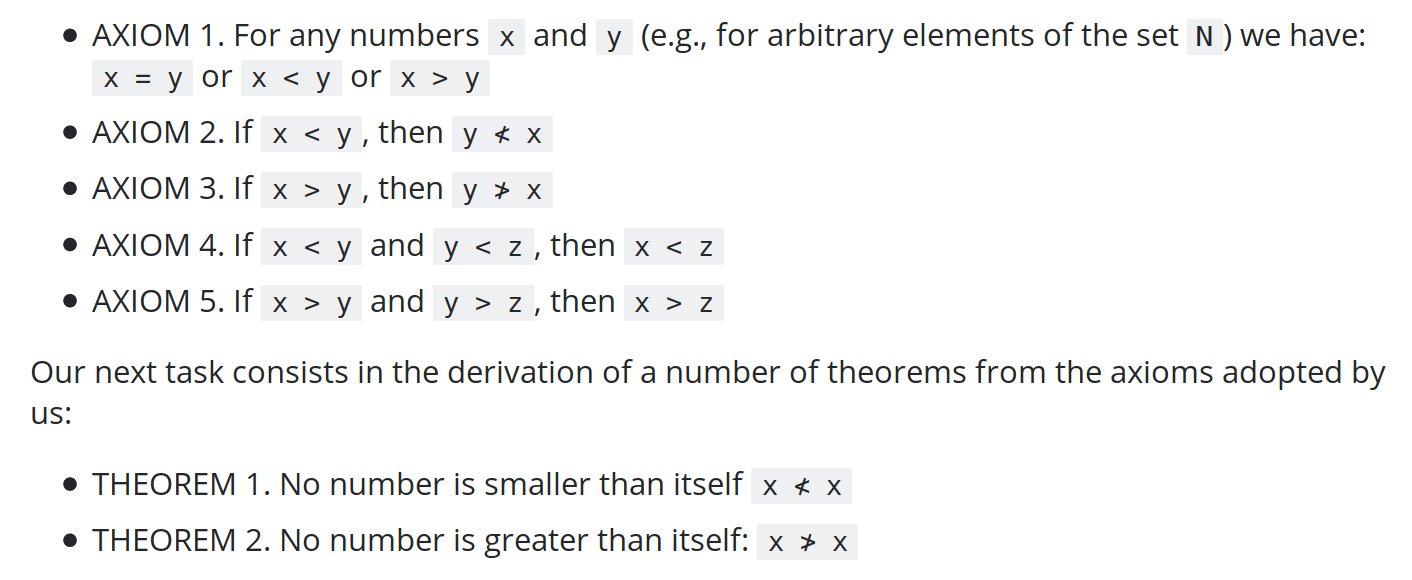 • AXIOM 1. For any numbers x and y (e.g., for arbitrary elements of the set N) we have:
x = y or x < y or x > y
• AXIOM 2. If x < y, then y ≮ x
• AXIOM 3. If x > y, then y ≯ x
• AXIOM 4. If x < y and y < z, then x < z
• AXIOM 5. If x > y and y > z, then x > z
Our next task consists in the derivation of a number of theorems from the axioms adopted by
us:
• THEOREM 1. No number is smaller than itself x ≮ x
• THEOREM 2. No number is greater than itself: x ≯ x